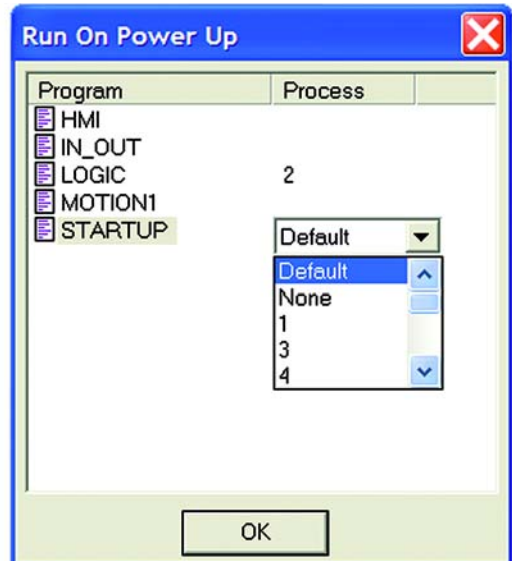 Run On Power Up
Program Process
HMI
IN_OUT
LOGIC 2
MOTION1
STARTUP Default
Default
None
1
3
4
OK